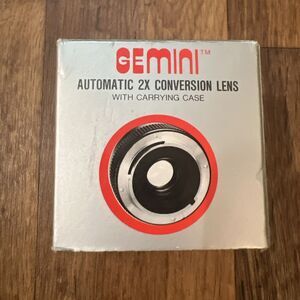 GEMINI™
AUTOMATIC 2X CONVERSION LENS
WITH CARRYING CASE